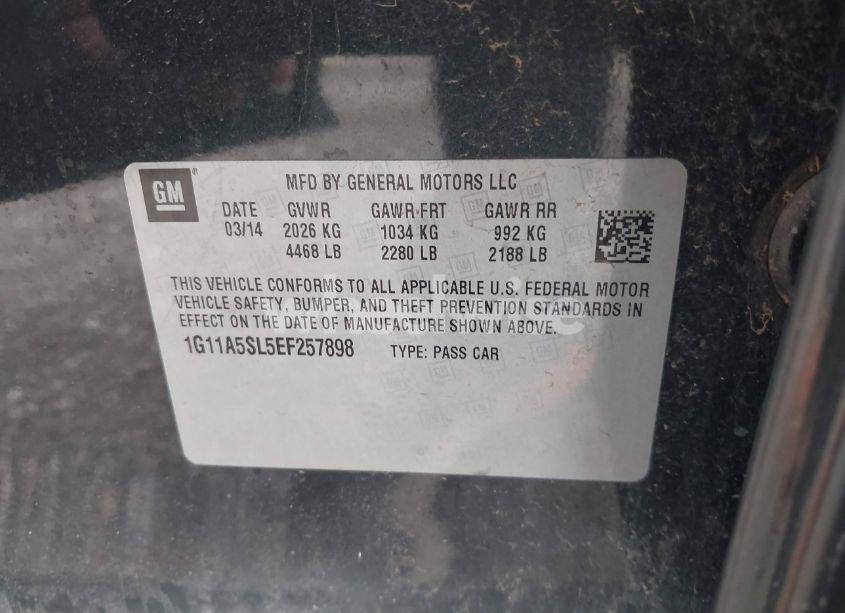 GM ®
MFD BY GENERAL MOTORS LLC
DATE GVWR GAWR FRT GAWR RR
03/14 2026 KG 1034 KG 992 KG
4468 LB 2280 LB 2188 LB
THIS VEHICLE CONFORMS TO ALL APPLICABLE U.S. FEDERAL MOTOR
VEHICLE SAFETY, BUMPER, AND THEFT PREVENTION STANDARDS IN
EFFECT ON THE DATE OF MANUFACTURE SHOWN ABOVE.
1G11A5SL5EF257898 TYPE: PASS CAR